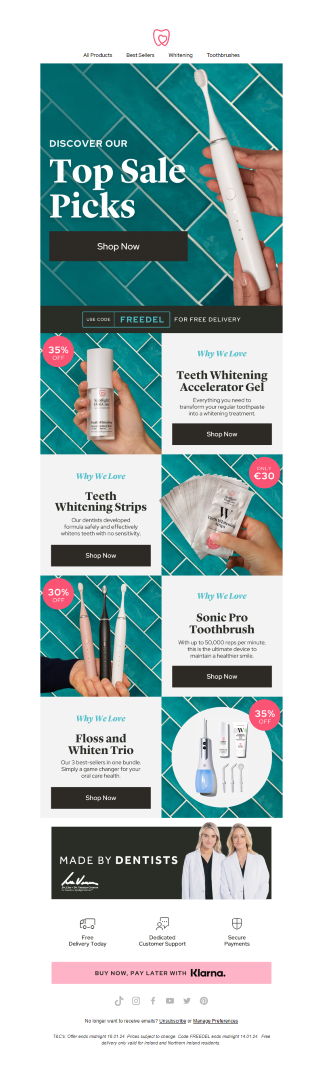 All Products Best Sellers Whitening Toothbrushes
DISCOVER OUR
Top Sale
Picks
Shop Now
USE CODE FREEDEL FOR FREE DELIVERY
35%
OFF
Why We Love
Teeth Whitening
Accelerator Gel
Everything you need to
transform your regular toothpaste
into a whitening treatment.
Shop Now
Why We Love
Teeth
Whitening Strips
Our dentists developed
formula safely and effectively
whitens teeth with no sensitivity.
Shop Now
ONLY
€30
30%
OFF
Why We Love
Sonic Pro
Toothbrush
With up to 50,000 reps per minute,
this is the ultimate device to
maintain a healthier smile.
Shop Now
Why We Love
Floss and
Whiten Trio
Our 3 best-sellers in one bundle.
Simply a game changer for your
oral care health.
Shop Now
35%
OFF
MADE BY DENTISTS
Free
Delivery Today
Dedicated
Customer Support
Secure
Payments
BUY NOW, PAY LATER WITH Klarna.
No longer want to receive emails? Unsubscribe or Manage Preferences
T&C's: Offer ends midnight 16.01.24. Prices subject to change. Code FREEDEL ends midnight 14.01.24. Free
delivery only valid for Ireland and Northern Ireland residents.